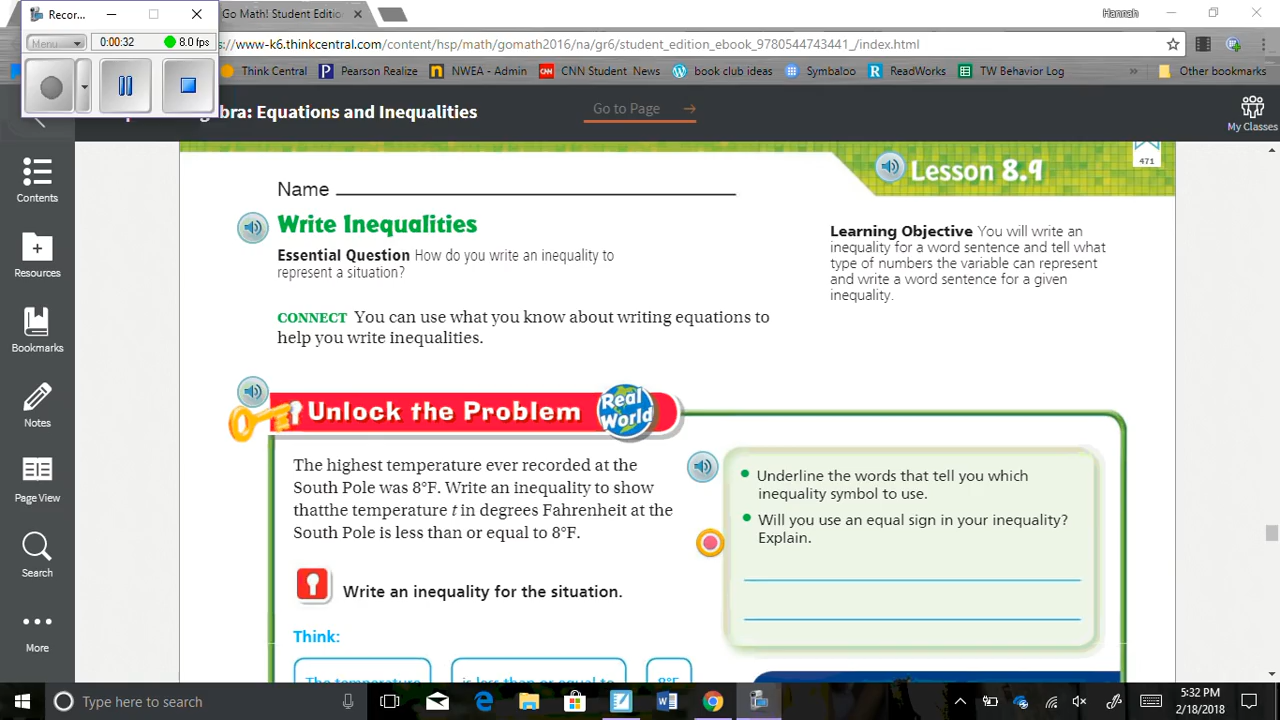 Recor...
Go Math! Student Editio
Hannah
Menu
0:00:32
8.0 fps
s://www-k6.thinkcentral.com/content/hsp/math/gomath2016/na/gr6/student_edition_ebook_9780544743441_/index.html
Think Central
Pearson Realize
NWEA - Admin
CNN Student News
book club ideas
Symbaloo
ReadWorks
TW Behavior Log
Other bookmarks
bra: Equations and Inequalities
Go to Page
My Classes
Contents
Resources
Bookmarks
Notes
Page View
Search
More
471
Lesson 8.9
Name
Write Inequalities
Essential Question How do you write an inequality to
represent a situation?
Learning Objective You will write an
inequality for a word sentence and tell what
type of numbers the variable can represent
and write a word sentence for a given
inequality.
CONNECT You can use what you know about writing equations to
help you write inequalities.
Unlock the Problem
Real
World
The highest temperature ever recorded at the
South Pole was 8°F. Write an inequality to show
thatthe temperature t in degrees Fahrenheit at the
South Pole is less than or equal to 8°F.
Underline the words that tell you which
inequality symbol to use.
Will you use an equal sign in your inequality?
Explain.
Write an inequality for the situation.
Think:
The temperature
is less than or equal to
8°F
Type here to search
5:32 PM
2/18/2018